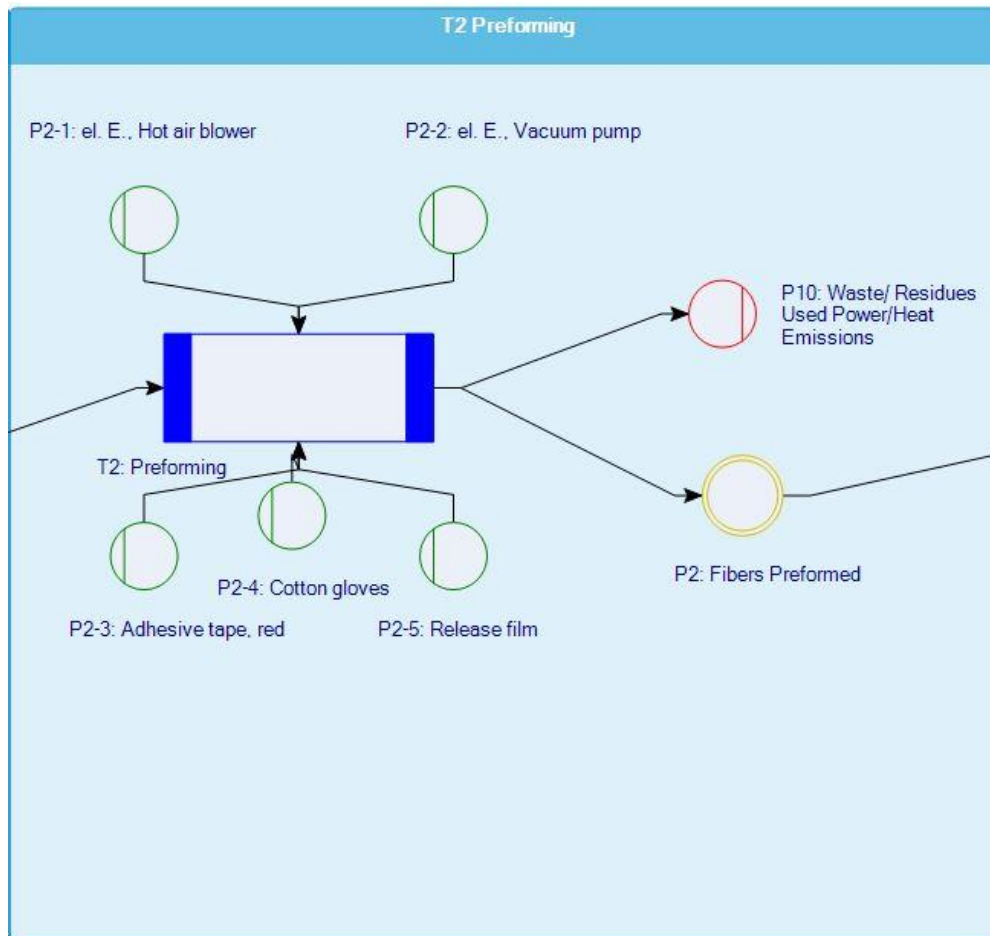 T2 Preforming
P2-1: el. E., Hot air blower
P2-2: el. E., Vacuum pump
P10: Waste/ Residues
Used Power/Heat
Emissions
T2: Preforming
P2: Fibers Preformed
P2-4: Cotton gloves
P2-3: Adhesive tape, red
P2-5: Release film